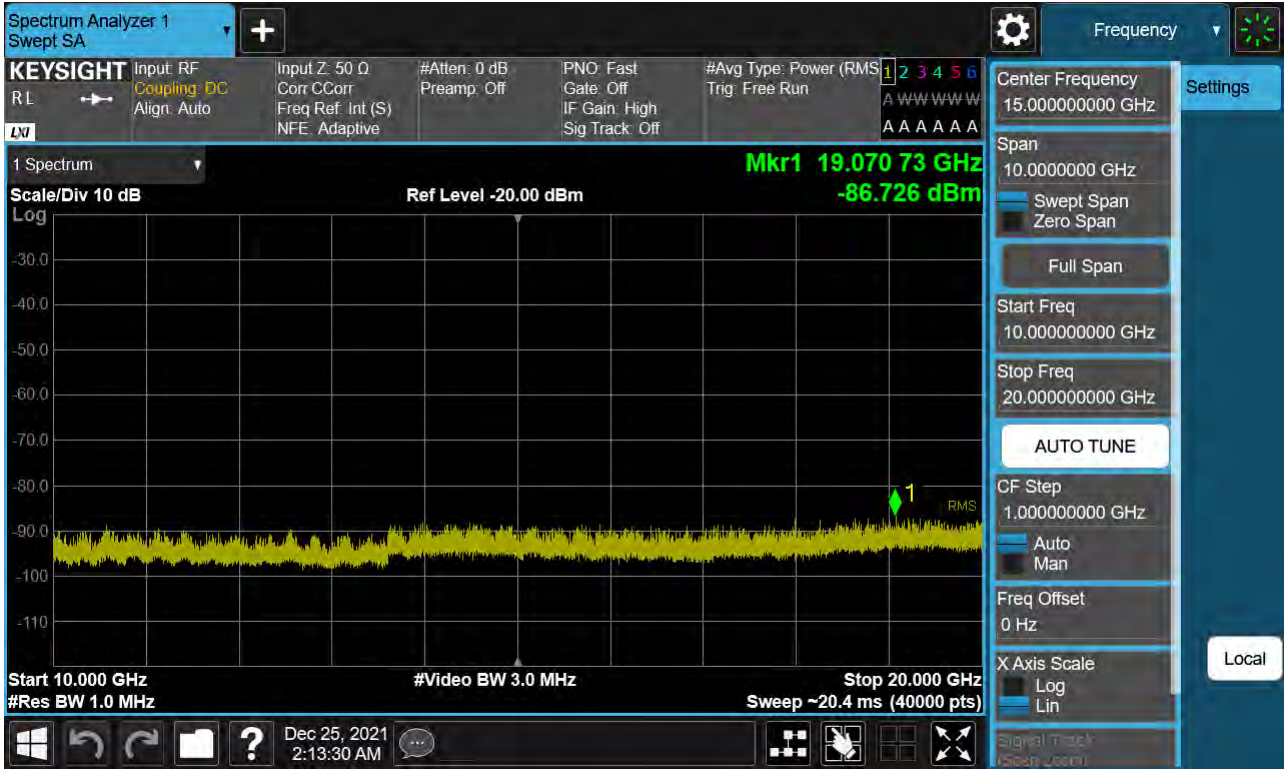 Spectrum Analyzer 1
Swept SA
+
Frequency
KEYSIGHT
RL
LXI
Input: RF
Coupling: DC
Align: Auto
Input Z: 50 Ω
Corr CCorr
Freq Ref: Int (S)
NFE: Adaptive
#Atten: 0 dB
Preamp: Off
PNO: Fast
Gate: Off
IF Gain: High
Sig Track: Off
#Avg Type: Power (RMS
Trig: Free Run
1 2 3 4 5 6
A W W W W W
A A A A A A
1 Spectrum
Scale/Div 10 dB
Log
Ref Level -20.00 dBm
Mkr1 19.070 73 GHz
-86.726 dBm
-30.0
-40.0
-50.0
-60.0
-70.0
-80.0
-90.0
-100
-110
1
RMS
Start 10.000 GHz
#Res BW 1.0 MHz
#Video BW 3.0 MHz
Stop 20.000 GHz
Sweep ~20.4 ms (40000 pts)
Center Frequency
15.000000000 GHz
Span
10.0000000 GHz
Swept Span
Zero Span
Full Span
Start Freq
10.000000000 GHz
Stop Freq
20.000000000 GHz
AUTO TUNE
CF Step
1.000000000 GHz
Auto
Man
Freq Offset
0 Hz
X Axis Scale
Log
Lin
Signal Track
(Span Zoom)
Settings
Local
?
Dec 25, 2021
2:13:30 AM